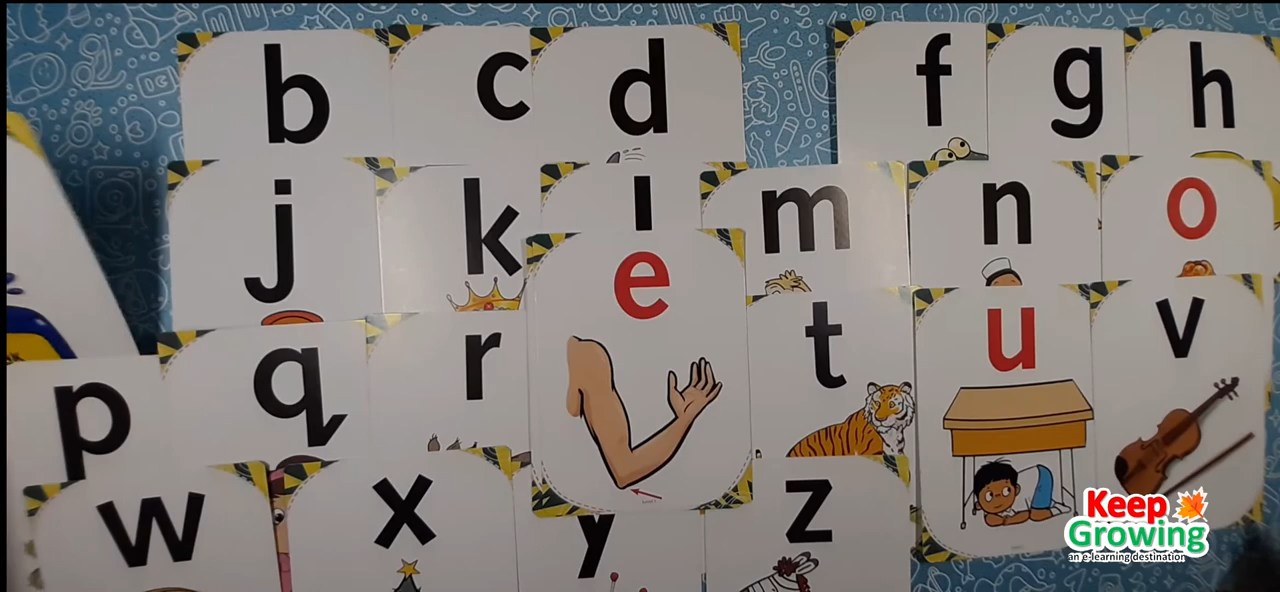 b c d f g h
j k l m n o
e
p q r t u v
w x y z
Keep
Growing
an e-learning destination